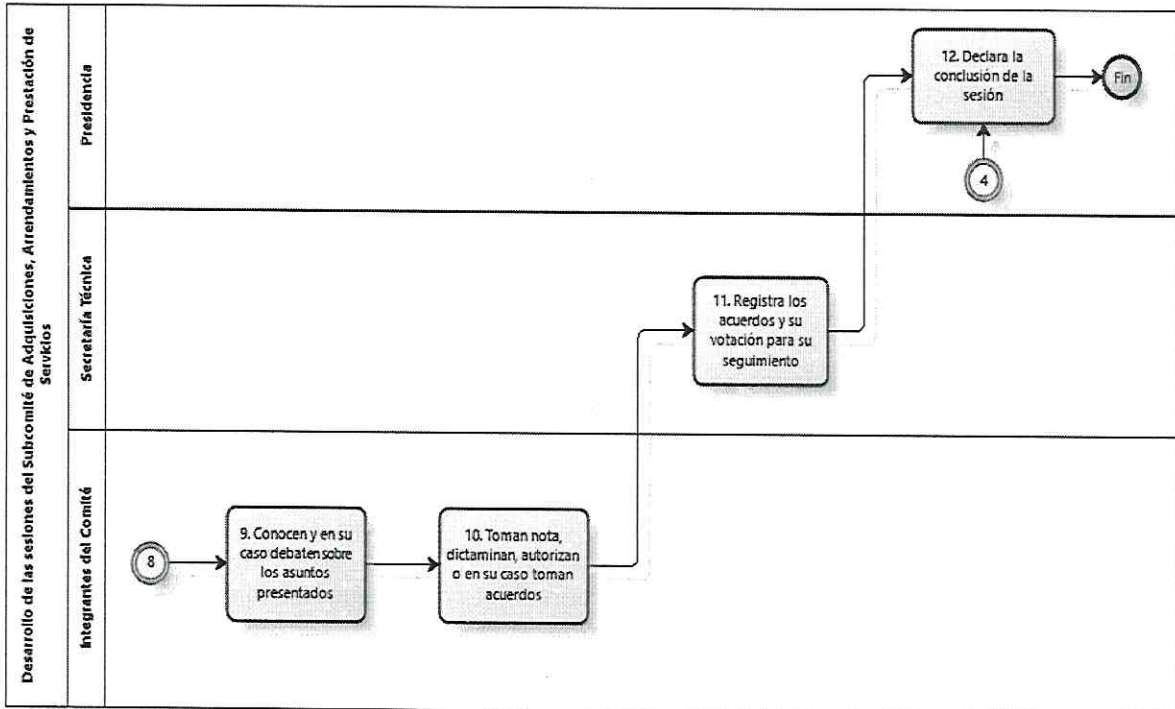 Desarrollo de las sesiones del Subcomité de Adquisiciones, Arrendamientos y Prestación de
Servicios
Presidencia
12. Declara la
conclusión de la
sesión
Fin
4
Secretaría Técnica
11. Registra los
acuerdos y su
votación para su
seguimiento
Integrantes del Comité
8
9. Conocen y en su
caso debaten sobre
los asuntos
presentados
10. Toman nota,
dictaminan, autorizan
o en su caso toman
acuerdos